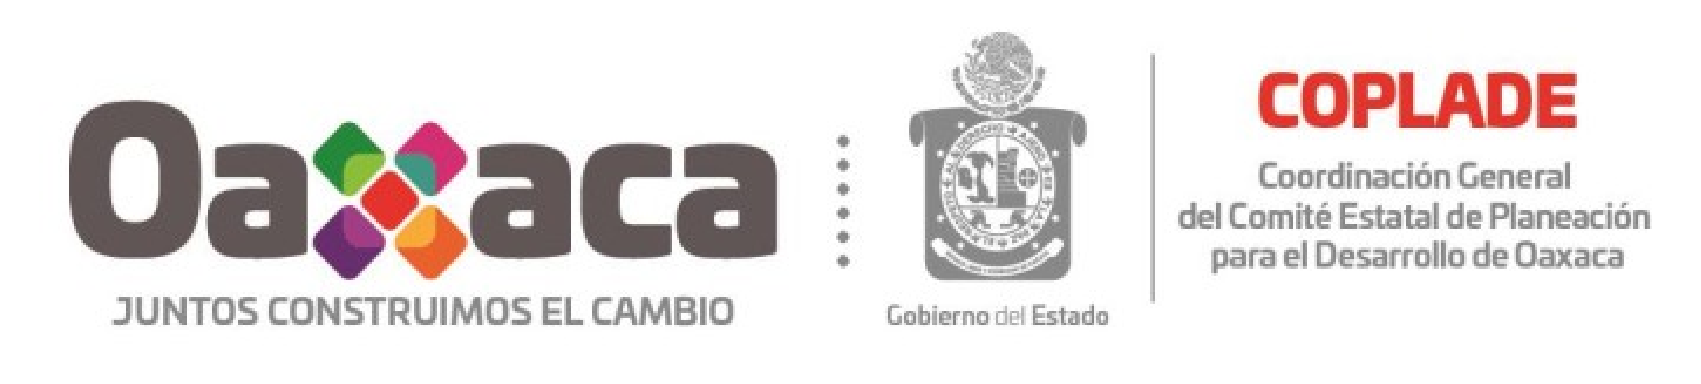 Oaxaca
JUNTOS CONSTRUIMOS EL CAMBIO
Gobierno del Estado
COPLADE
Coordinación General
del Comité Estatal de Planeación
para el Desarrollo de Oaxaca